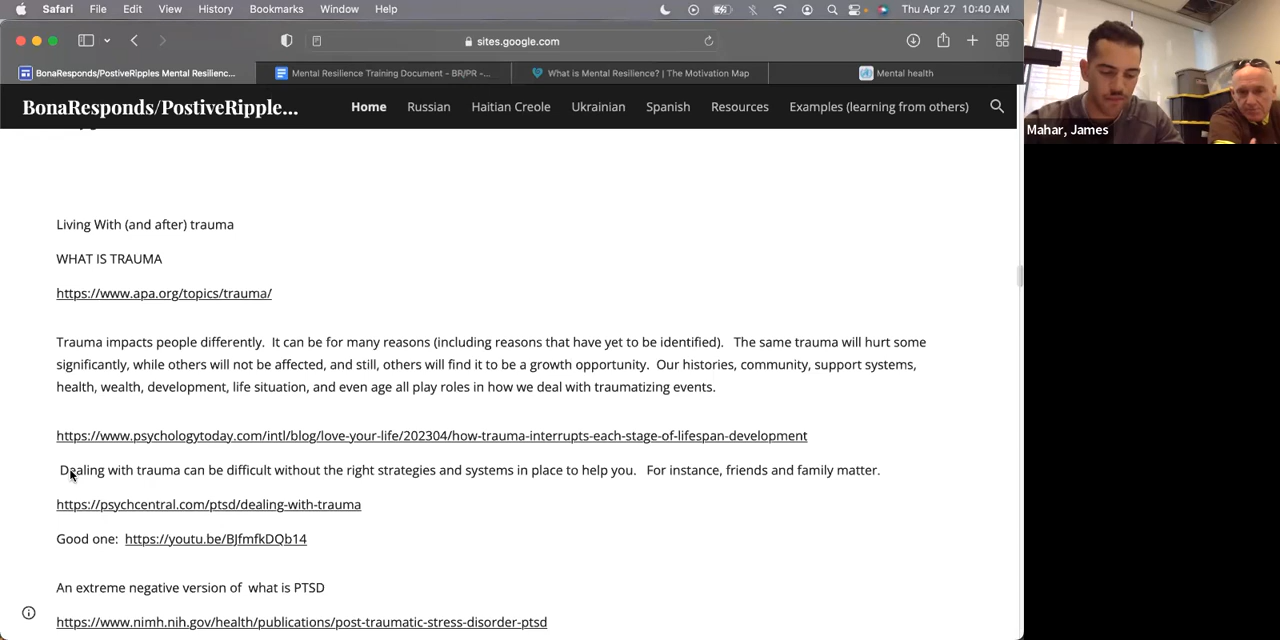 Safari File Edit View History Bookmarks Window Help Thu Apr 27 10:40 AM
sites.google.com
BonaResponds/PostiveRipples Mental Resilienc... Mental Resilience Training Document - BR/PR -... What is Mental Resilience? | The Motivation Map Mental health
BonaResponds/PostiveRipple... Home Russian Haitian Creole Ukrainian Spanish Resources Examples (learning from others)
Mahar, James
Living With (and after) trauma
WHAT IS TRAUMA
https://www.apa.org/topics/trauma/
Trauma impacts people differently. It can be for many reasons (including reasons that have yet to be identified). The same trauma will hurt some
significantly, while others will not be affected, and still, others will find it to be a growth opportunity. Our histories, community, support systems,
health, wealth, development, life situation, and even age all play roles in how we deal with traumatizing events.
https://www.psychologytoday.com/intl/blog/love-your-life/202304/how-trauma-interrupts-each-stage-of-lifespan-development
Dealing with trauma can be difficult without the right strategies and systems in place to help you. For instance, friends and family matter.
https://psychcentral.com/ptsd/dealing-with-trauma
Good one: https://youtu.be/BJfmfkDQb14
An extreme negative version of what is PTSD
https://www.nimh.nih.gov/health/publications/post-traumatic-stress-disorder-ptsd